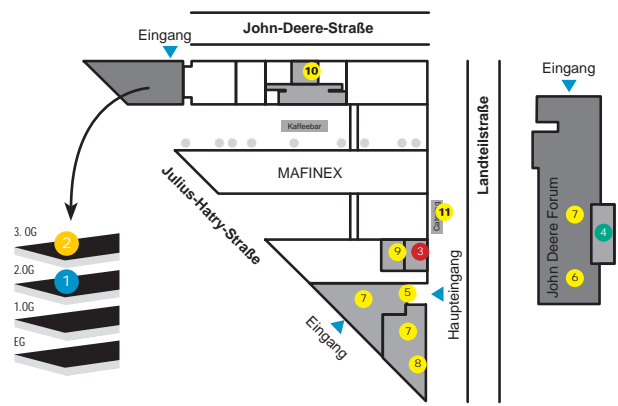 John-Deere-Straße
Eingang
10
Kaffeebar
MAFINEX
Julius-Hatry-Straße
Landteilstraße
Eingang
John Deere Forum
7
4
6
11
9
3
5
7
7
8
Haupteingang
Eingang
3. OG
2
2.OG
1
1.OG
EG